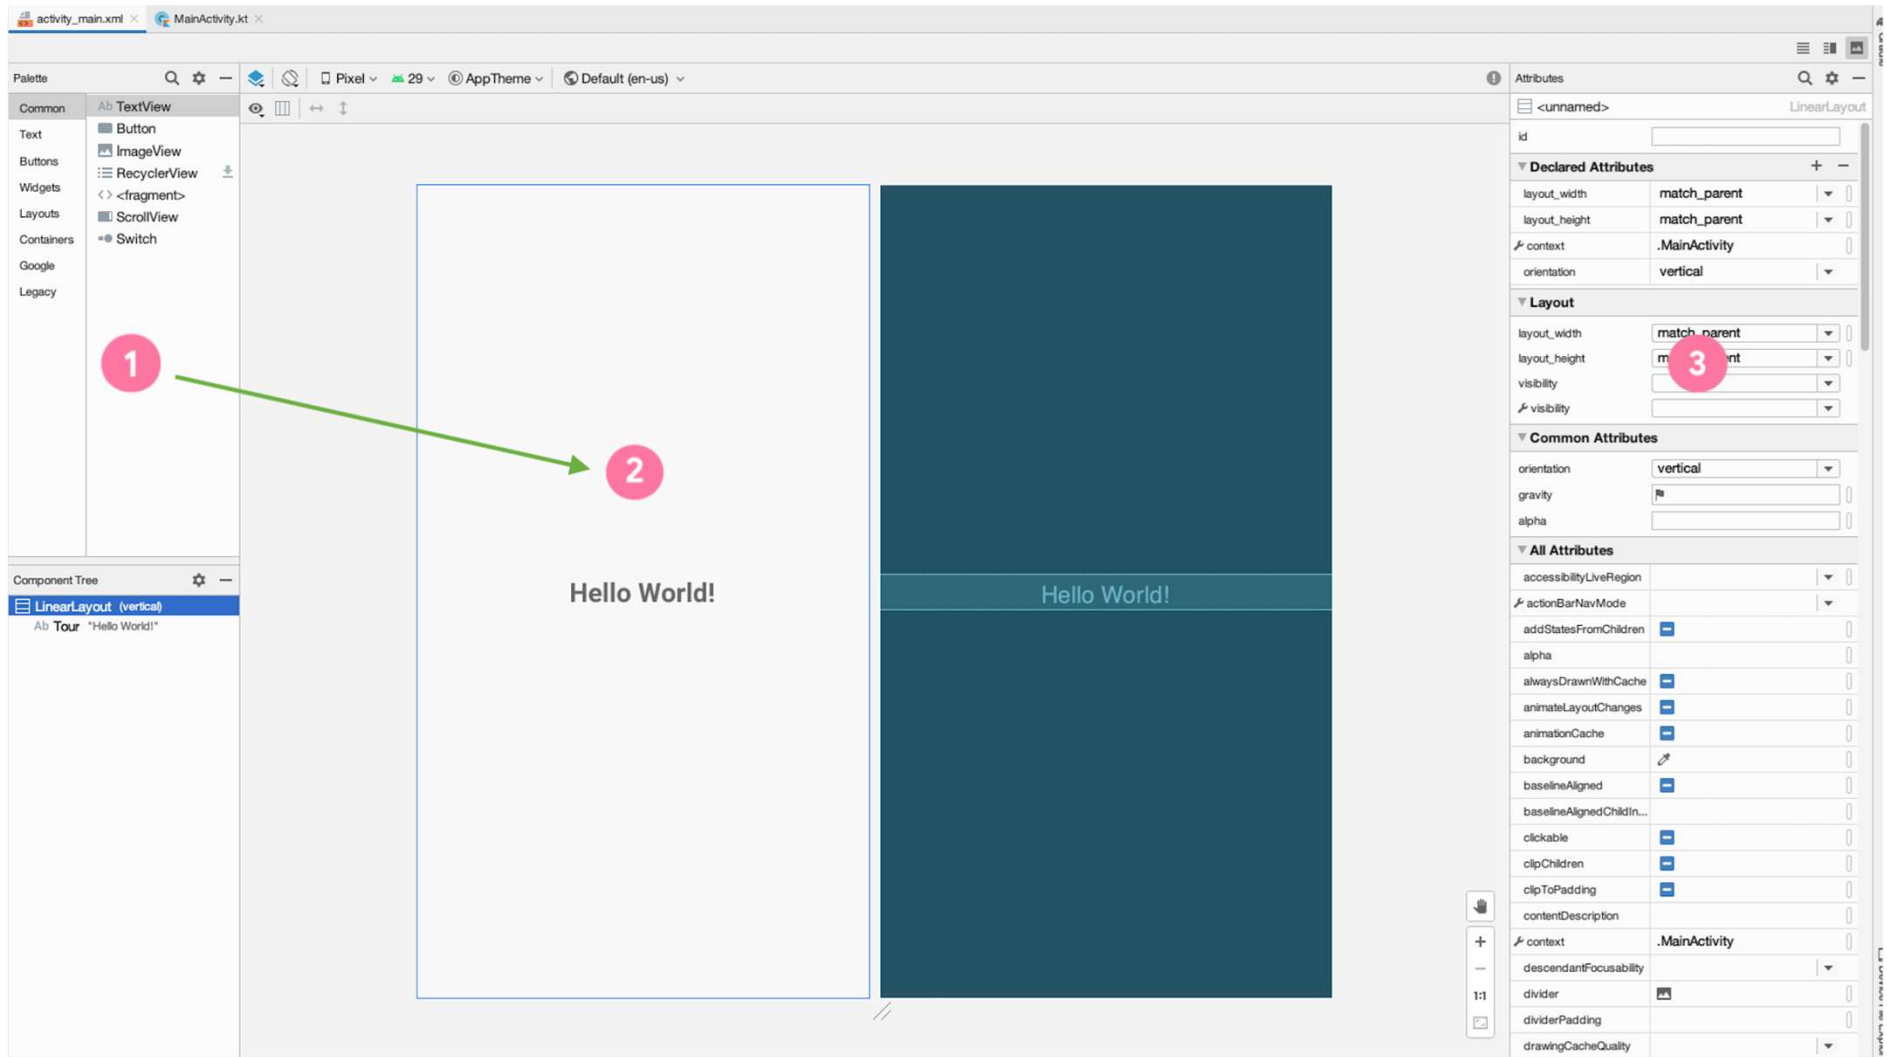 activity_main.xml
MainActivity.kt
Palette
Pixel
29
AppTheme
Default (en-us)
Attributes
Common
Text
Buttons
Widgets
Layouts
Containers
Google
Legacy
Ab TextView
Button
ImageView
RecyclerView
<> <fragment>
ScrollView
Switch
1
2
3
Hello World!
Hello World!
Component Tree
LinearLayout (vertical)
Ab Tour "Hello World!"
1:1
<unnamed>
LinearLayout
id
Declared Attributes
layout_width match_parent
layout_height match_parent
context .MainActivity
orientation vertical
Layout
layout_width match_parent
layout_height
visibility
visibility
Common Attributes
orientation vertical
gravity
alpha
All Attributes
accessibilityLiveRegion
actionBarNavMode
addStatesFromChildren
alpha
alwaysDrawnWithCache
animateLayoutChanges
animationCache
background
baselineAligned
baselineAlignedChildIn...
clickable
clipChildren
clipToPadding
contentDescription
context .MainActivity
descendantFocusability
divider
dividerPadding
drawingCacheQuality